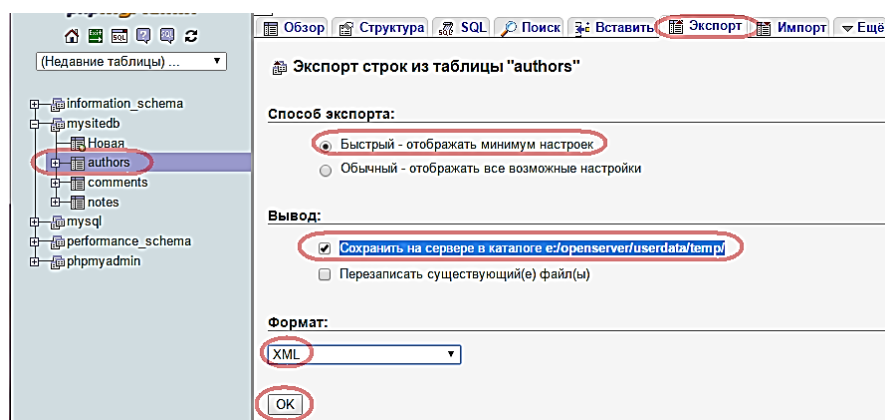 Обзор Структура SQL Поиск Вставить Экспорт Импорт Ещё
(Недавние таблицы) ...
Экспорт строк из таблицы "authors"
information_schema
mysitedb
Новая
authors
comments
notes
mysql
performance_schema
phpmyadmin
Способ экспорта:
Быстрый - отображать минимум настроек
Обычный - отображать все возможные настройки
Вывод:
Сохранить на сервере в каталоге e:/openserver/userdata/temp/
Перезаписать существующий(е) файл(ы)
Формат:
XML
OK